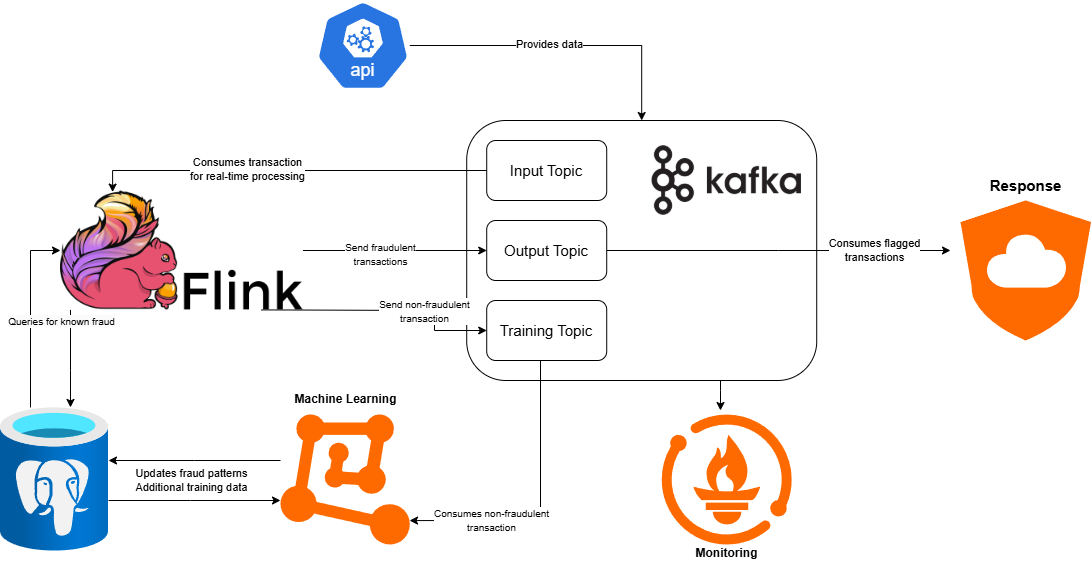 api
Provides data
Consumes transaction
for real-time processing
Input Topic
kafka
Response
Send fraudulent
transactions
Output Topic
Consumes flagged
transactions
Flink
Send non-fraudulent
transaction
Training Topic
Queries for known fraud
Machine Learning
Updates fraud patterns
Additional training data
Consumes non-fraudulent
transaction
Monitoring